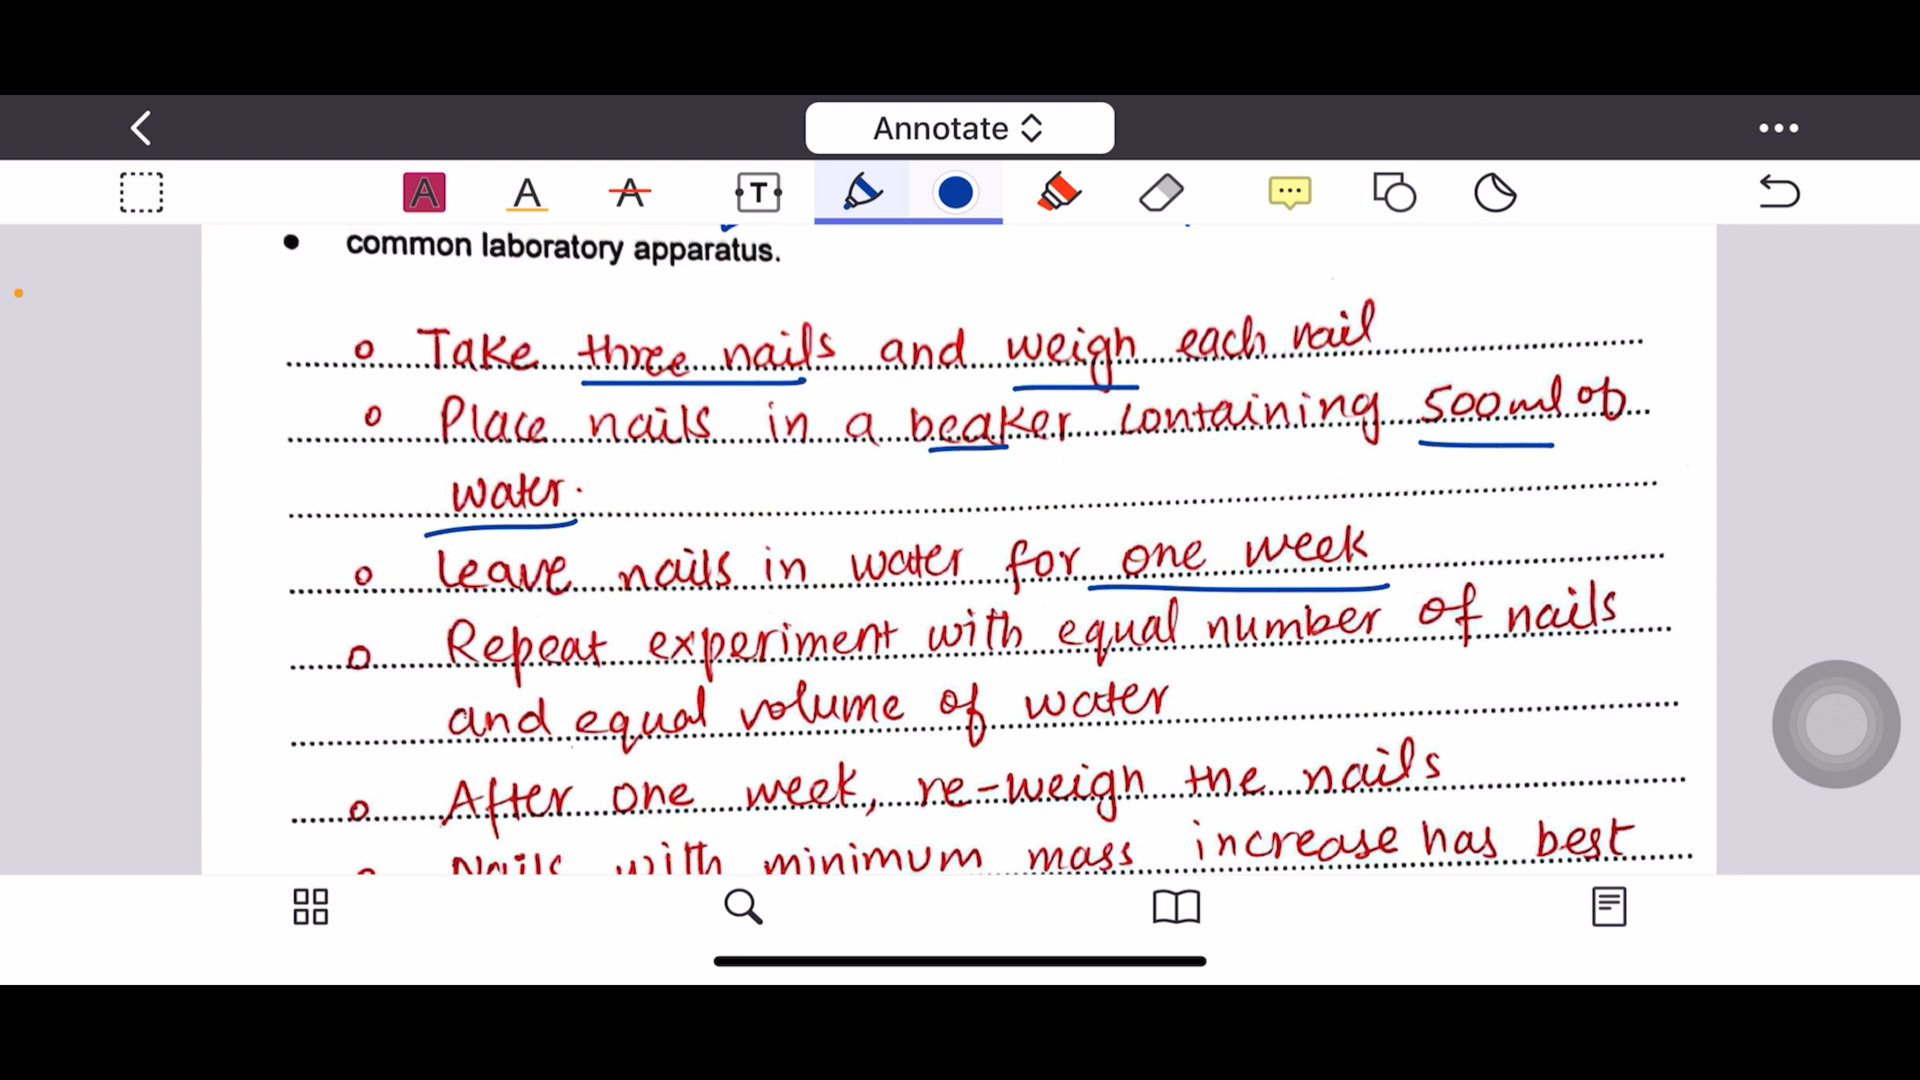 Annotate
A A A T
• common laboratory apparatus.
o Take three nails and weigh each nail
o Place nails in a beaker containing 500ml of
water.
o Leave nails in water for one week
o Repeat experiment with equal number of nails
and equal volume of water
o After one week, re-weigh the nails
o Nails with minimum mass increase has best